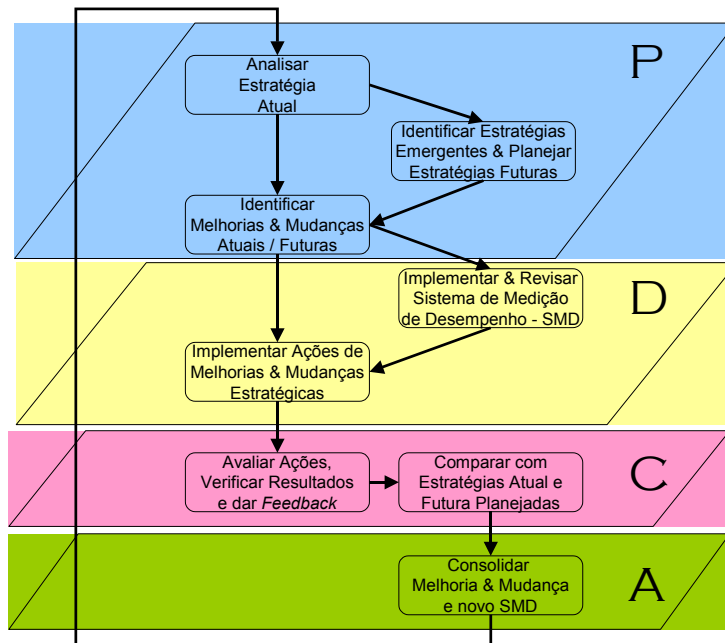 P
Analisar
Estratégia
Atual
Identificar Estratégias
Emergentes & Planejar
Estratégias Futuras
Identificar
Melhorias & Mudanças
Atuais / Futuras
D
Implementar & Revisar
Sistema de Medição
de Desempenho - SMD
Implementar Ações de
Melhorias & Mudanças
Estratégicas
C
Avaliar Ações,
Verificar Resultados
e dar Feedback
Comparar com
Estratégias Atual e
Futura Planejadas
A
Consolidar
Melhoria & Mudança
e novo SMD